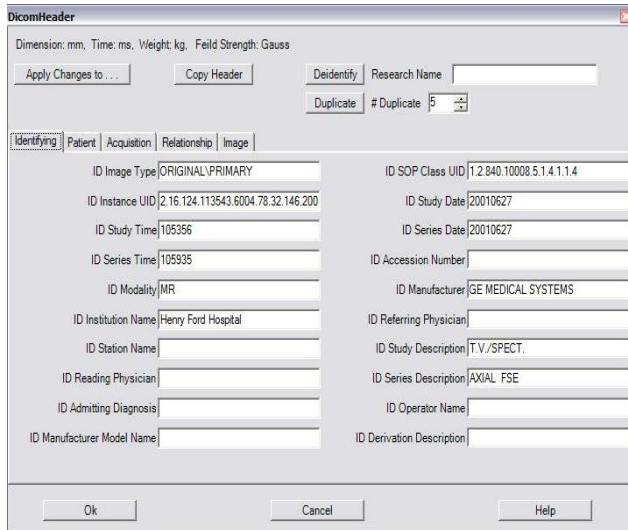 DicomHeader
Dimension: mm, Time: ms, Weight: kg, Feild Strength: Gauss
Apply Changes to . . . Copy Header Deidentify Research Name
Duplicate # Duplicate 5
Identifying Patient Acquisition Relationship Image
ID Image Type ORIGINAL\PRIMARY ID SOP Class UID 1.2.840.10008.5.1.4.1.1.4
ID Instance UID 2.16.124.113543.6004.78.32.146.200 ID Study Date 20010627
ID Study Time 105356 ID Series Date 20010627
ID Series Time 105935 ID Accession Number
ID Modality MR ID Manufacturer GE MEDICAL SYSTEMS
ID Institution Name Henry Ford Hospital ID Referring Physician
ID Station Name ID Study Description T.V./SPECT.
ID Reading Physician ID Series Description AXIAL FSE
ID Admitting Diagnosis ID Operator Name
ID Manufacturer Model Name ID Derivation Description
Ok Cancel Help